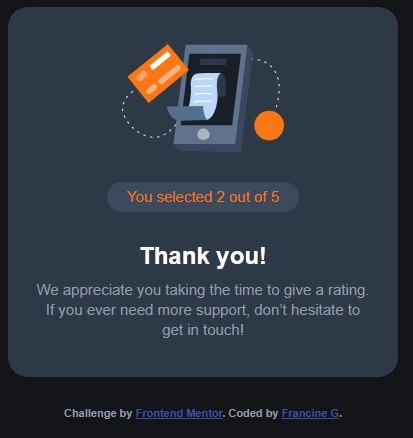 You selected 2 out of 5
Thank you!
We appreciate you taking the time to give a rating.
If you ever need more support, don’t hesitate to
get in touch!
Challenge by Frontend Mentor. Coded by Francine G.